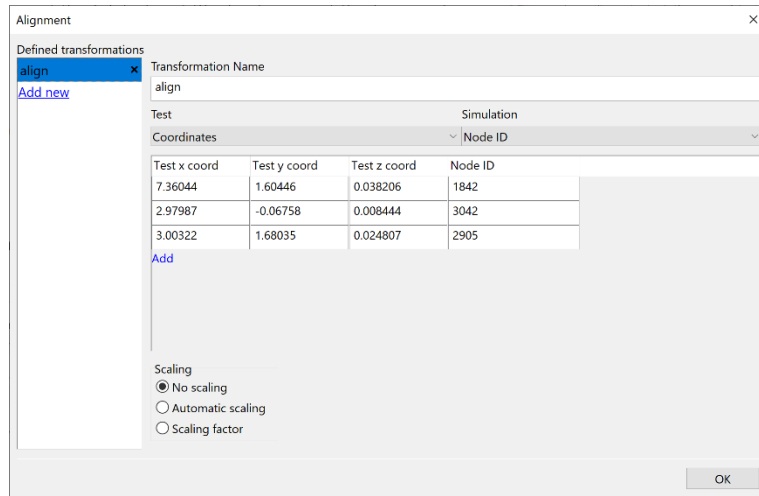 Alignment
Defined transformations
align
Add new
Transformation Name
align
Test Simulation
Coordinates Node ID
Test x coord Test y coord Test z coord Node ID
7.36044 1.60446 0.038206 1842
2.97987 -0.06758 0.008444 3042
3.00322 1.68035 0.024807 2905
Add
Scaling
No scaling
Automatic scaling
Scaling factor
OK